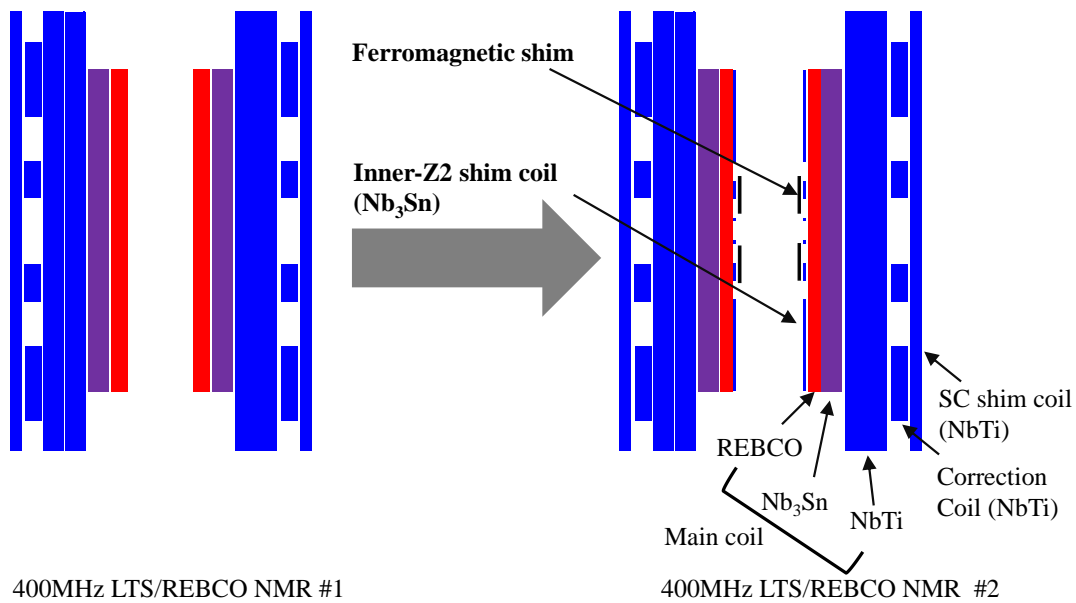 Ferromagnetic shim
Inner-Z2 shim coil
(Nb3Sn)
SC shim coil
(NbTi)
REBCO
Correction
Coil (NbTi)
Nb3Sn
NbTi
Main coil
400MHz LTS/REBCO NMR #1
400MHz LTS/REBCO NMR #2